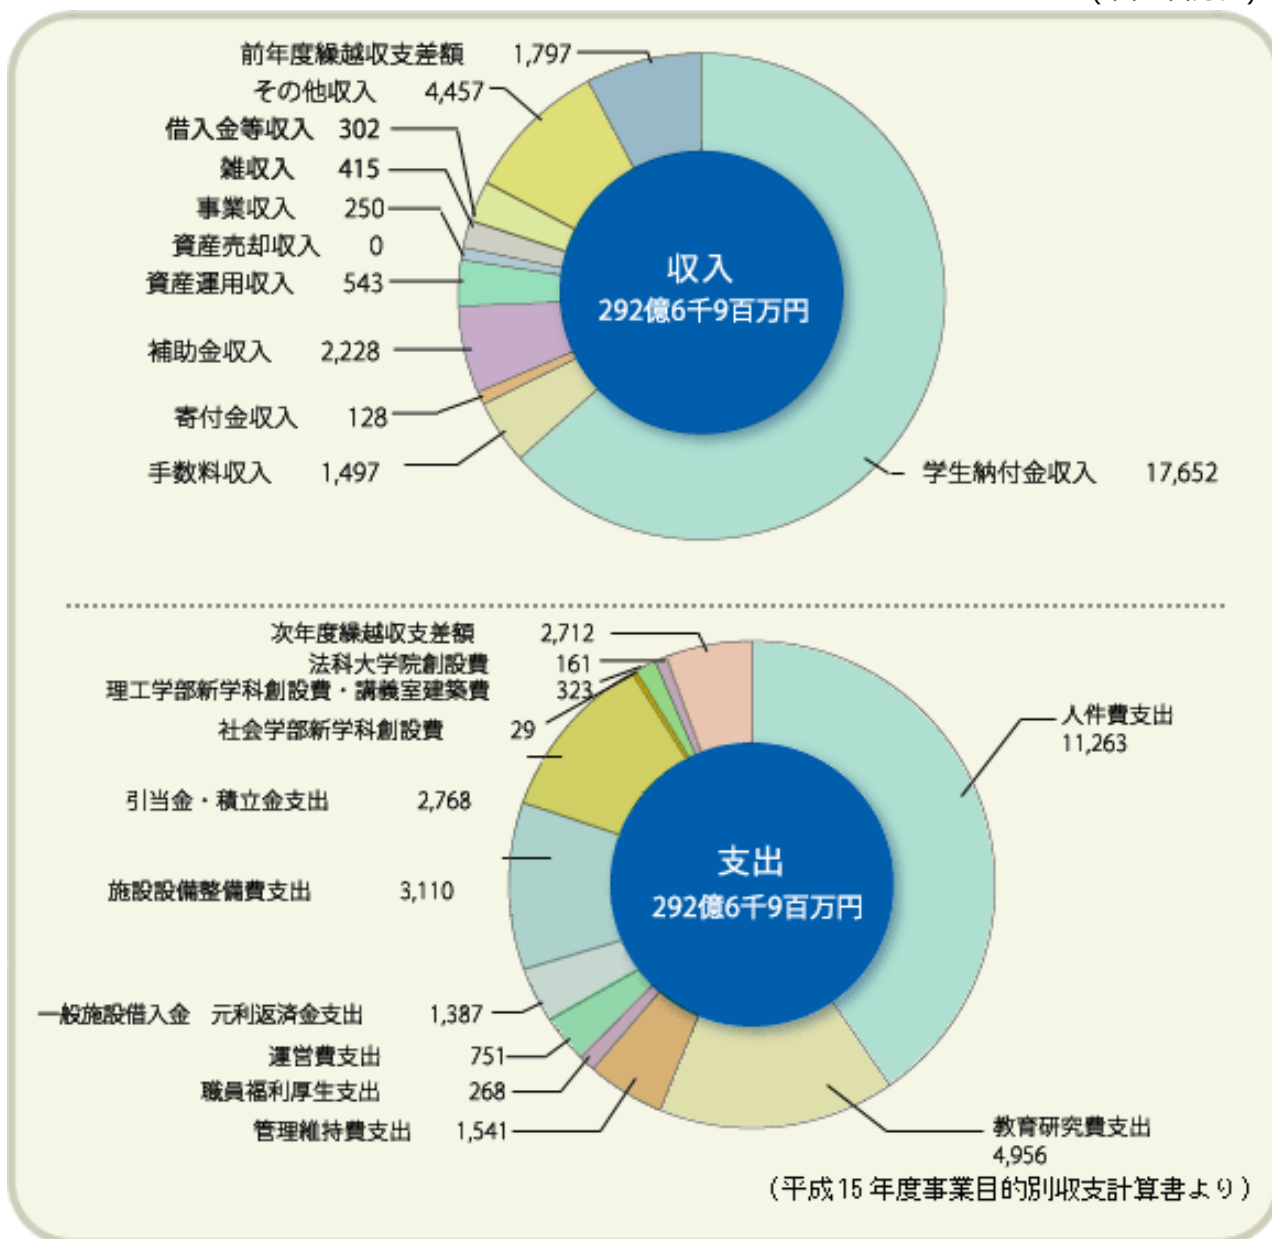 前年度繰越収支差額 1,797
その他収入 4,457
借入金等収入 302
雑収入 415
事業収入 250
資産売却収入 0
資産運用収入 543
補助金収入 2,228
寄付金収入 128
手数料収入 1,497
収入
292億6千9百万円
学生納付金収入 17,652
次年度繰越収支差額 2,712
法科大学院創設費 161
理工学部新学科創設費・講義室建築費 323
社会学部新学科創設費 29
引当金・積立金支出 2,768
施設設備整備費支出 3,110
一般施設借入金 元利返済金支出 1,387
運営費支出 751
職員福利厚生支出 268
管理維持費支出 1,541
支出
292億6千9百万円
人件費支出
11,263
教育研究費支出
4,956
（平成15年度事業目的別収支計算書より）